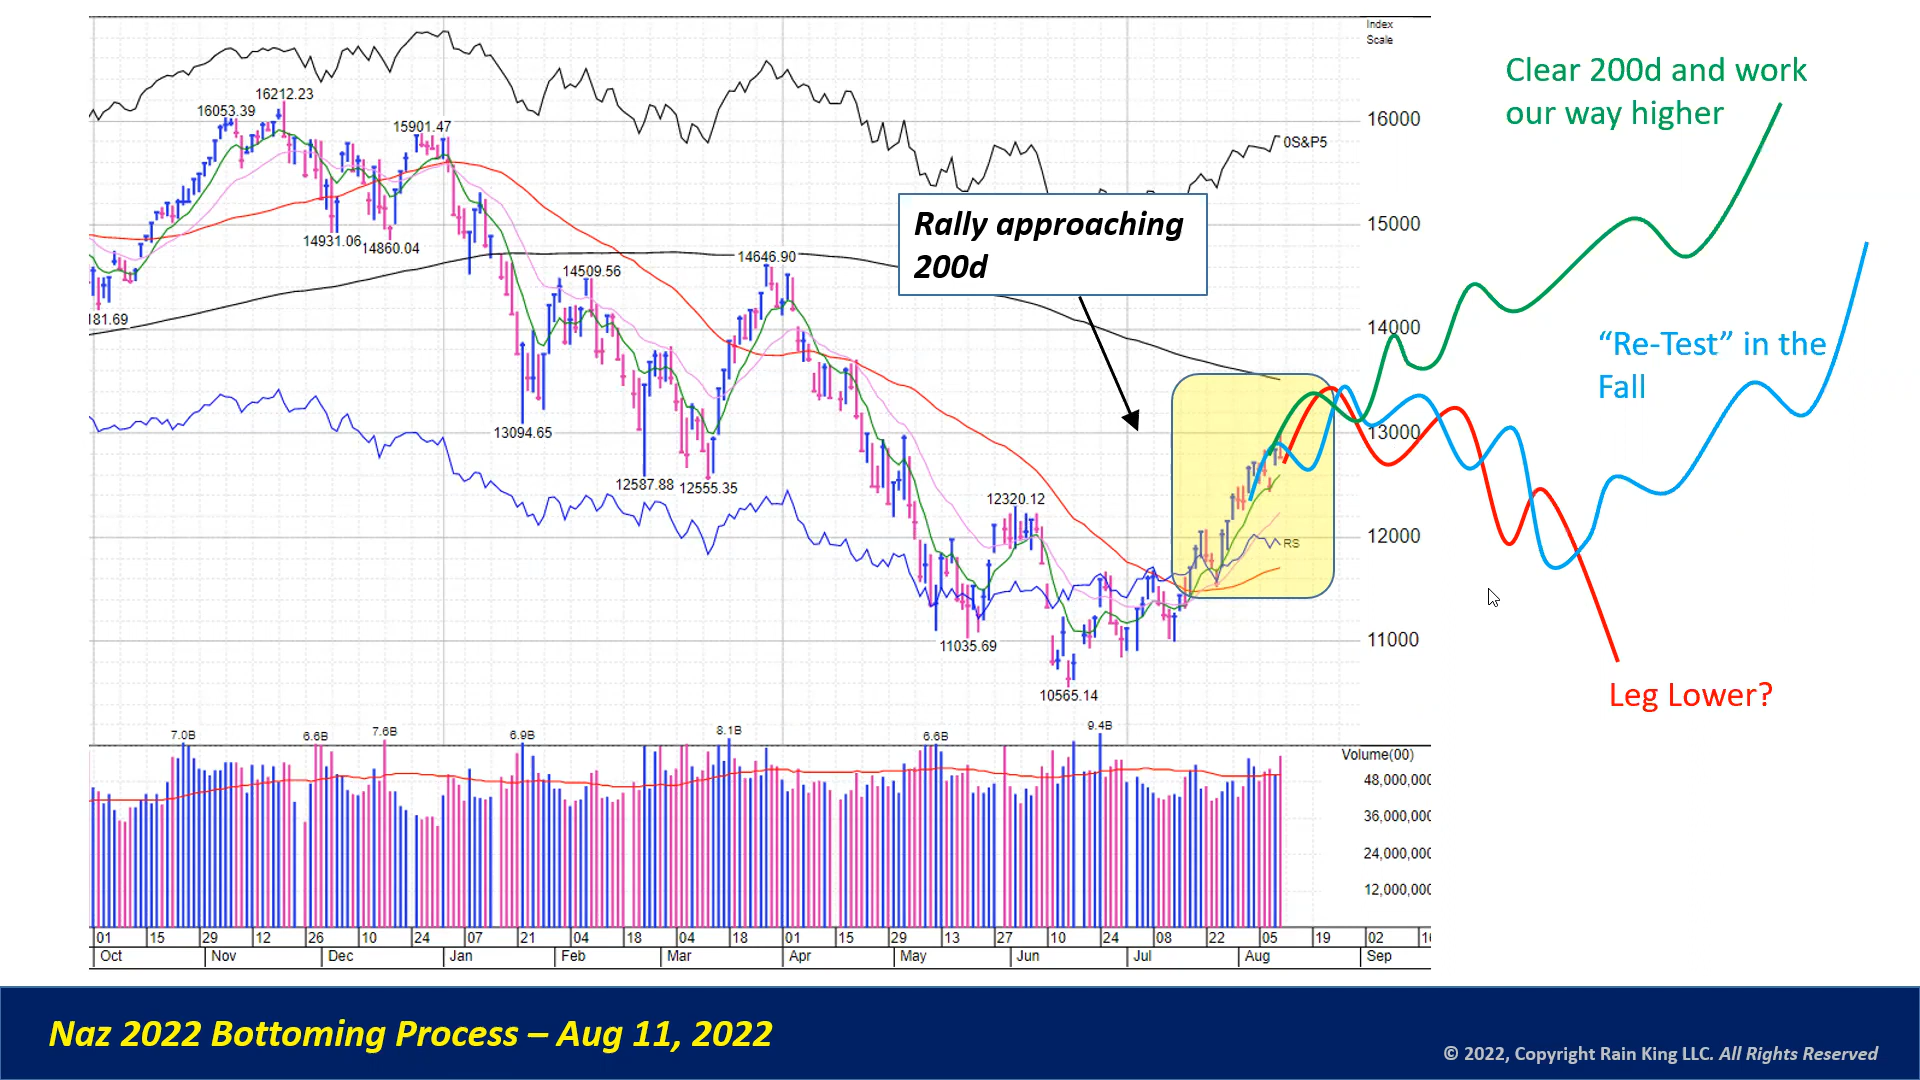 Index
Scale
Clear 200d and work
our way higher
16212.23
16053.39
15901.47
16000
0S&P5
15000
Rally approaching
200d
14931.06
14860.04
14646.90
14509.56
181.69
14000
"Re-Test" in the
Fall
13094.65
13000
12587.88
12555.35
12320.12
12000
RS
11035.69
11000
10565.14
Leg Lower?
7.0B
6.6B
7.6B
6.9B
8.1B
6.6B
9.4B
Volume(00)
48,000,000
36,000,000
24,000,000
12,000,000
01 15 29 12 26 10 24 07 21 04 18 04 18 01 15 29 13 27 10 24 08 22 05 19 02
Oct Nov Dec Jan Feb Mar Apr May Jun Jul Aug Sep
Naz 2022 Bottoming Process – Aug 11, 2022
© 2022, Copyright Rain King LLC. All Rights Reserved